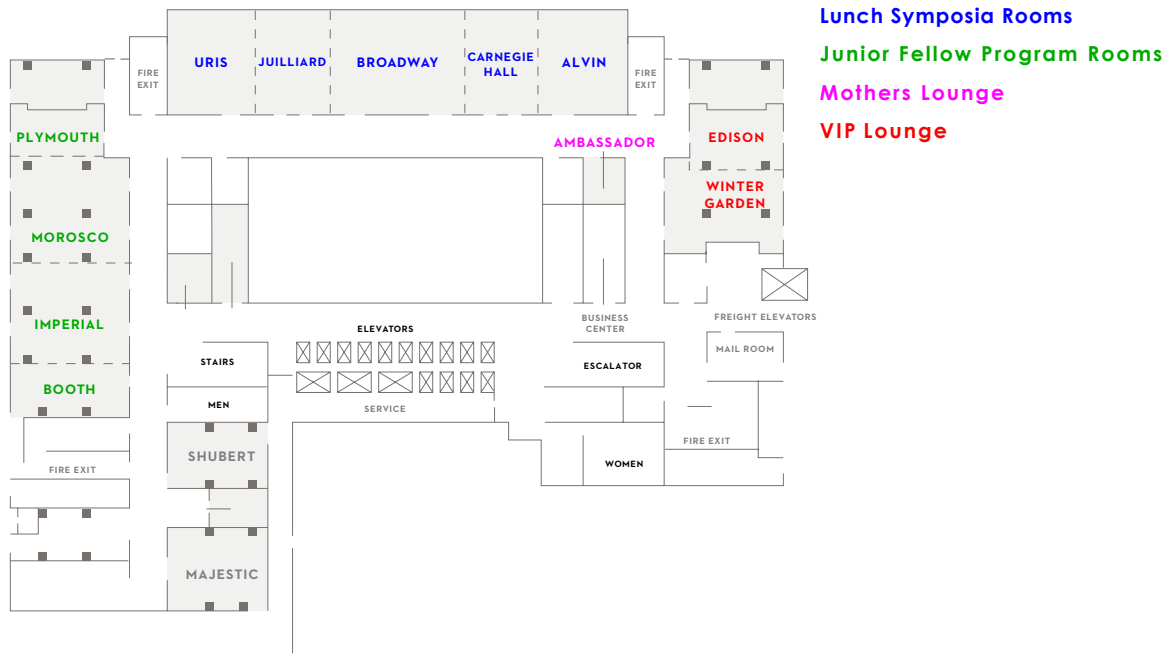 Lunch Symposia Rooms
Junior Fellow Program Rooms
Mothers Lounge
VIP Lounge
FIRE
EXIT
URIS
JUILLIARD
BROADWAY
CARNEGIE
HALL
ALVIN
FIRE
EXIT
PLYMOUTH
AMBASSADOR
EDISON
WINTER
GARDEN
MOROSCO
IMPERIAL
BOOTH
ELEVATORS
BUSINESS
CENTER
FREIGHT ELEVATORS
STAIRS
ESCALATOR
MAIL ROOM
MEN
SERVICE
SHUBERT
FIRE EXIT
WOMEN
FIRE EXIT
MAJESTIC